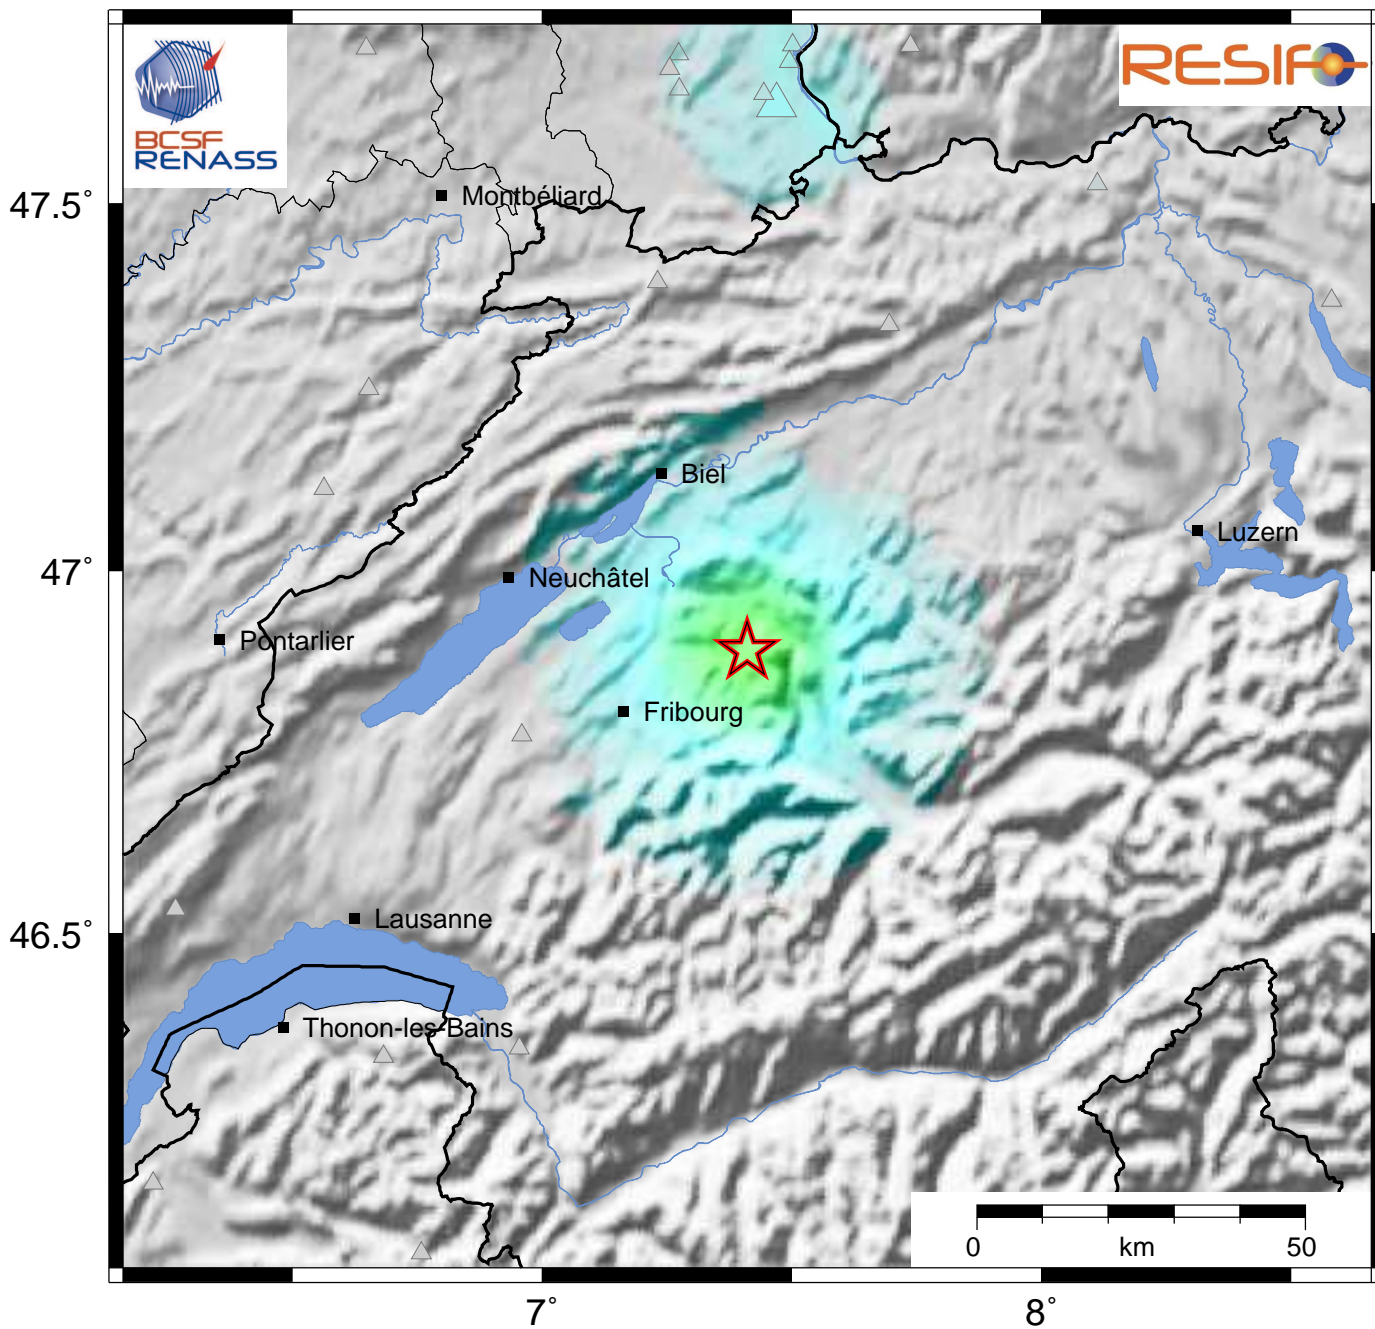 BCSF
RENASS
RESIF
47.5°
Montbéliard
Biel
Luzern
47°
Neuchâtel
Pontarlier
Fribourg
46.5°
Lausanne
Thonon-les-Bains
0 km 50
7° 8°